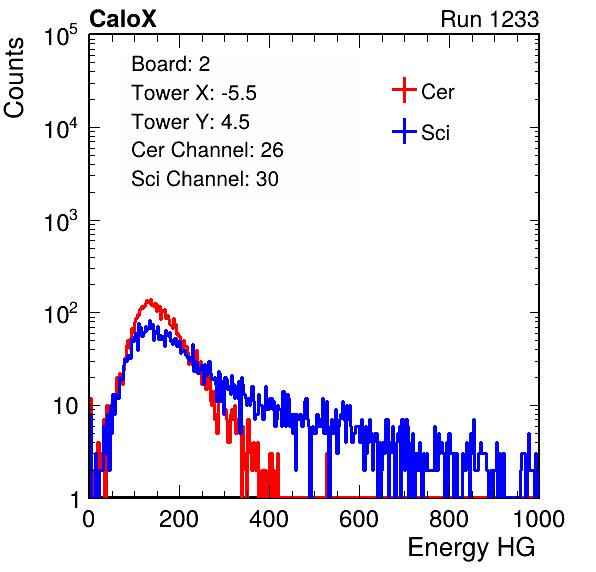 CaloX Run 1233
Counts
Board: 2
Tower X: -5.5
Tower Y: 4.5
Cer Channel: 26
Sci Channel: 30
Cer
Sci
10^5
10^4
10^3
10^2
10
1
0 200 400 600 800 1000
Energy HG